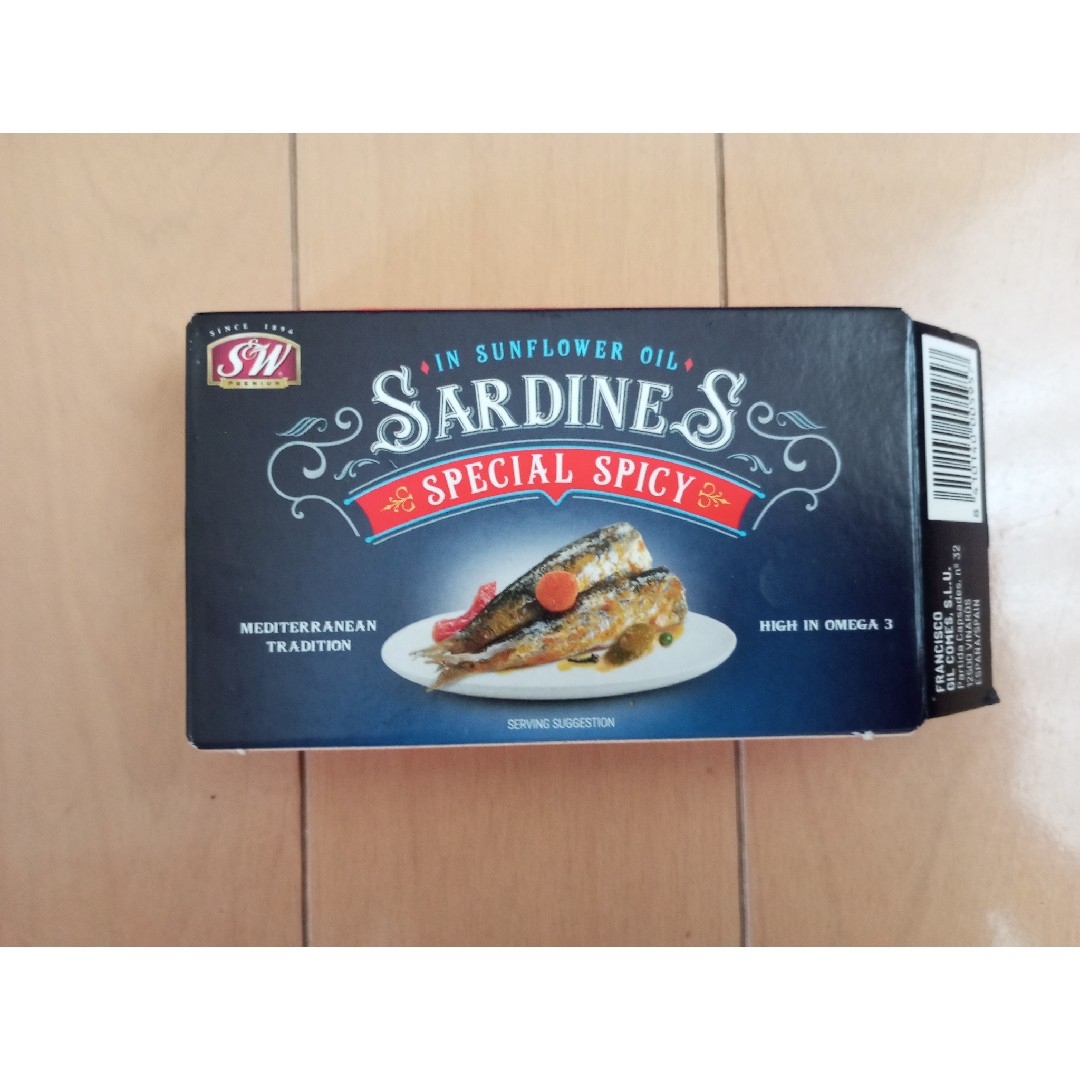 SINCE 1896
S&W®
PREMIUM
IN SUNFLOWER OIL
SARDINES
SPECIAL SPICY
MEDITERRANEAN
TRADITION
HIGH IN OMEGA 3
SERVING SUGGESTION
FRANCISCO
GIL COMES, S.L.U.
Partida Capsades, nº 32
12500 VINARÒS
ESPAÑA/SPAIN